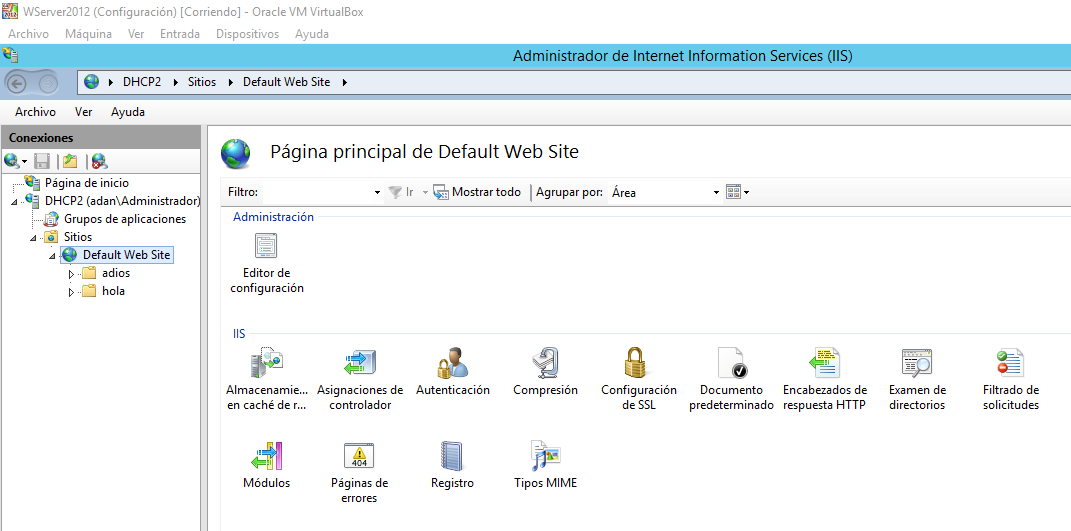 WServer2012 (Configuración) [Corriendo] - Oracle VM VirtualBox
Archivo Máquina Ver Entrada Dispositivos Ayuda
Administrador de Internet Information Services (IIS)
DHCP2 Sitios Default Web Site
Archivo Ver Ayuda
Conexiones
Página de inicio
DHCP2 (adan\Administrador)
Grupos de aplicaciones
Sitios
Default Web Site
adios
hola
Página principal de Default Web Site
Filtro: Ir Mostrar todo Agrupar por: Área
Administración
Editor de
configuración
IIS
Almacenamie...
en caché de r...
Asignaciones de
controlador
Autenticación
Compresión
Configuración
de SSL
Documento
predeterminado
Encabezados de
respuesta HTTP
Examen de
directorios
Filtrado de
solicitudes
Módulos
404
Páginas de
errores
Registro
Tipos MIME